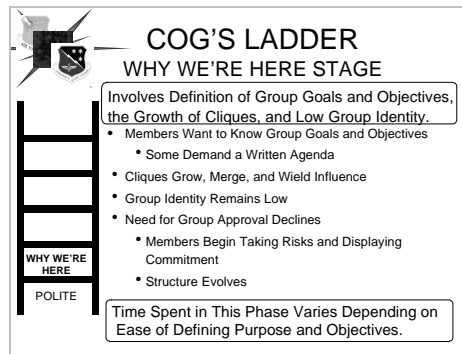 COG'S LADDER
WHY WE'RE HERE STAGE
Involves Definition of Group Goals and Objectives,
the Growth of Cliques, and Low Group Identity.
• Members Want to Know Group Goals and Objectives
• Some Demand a Written Agenda
• Cliques Grow, Merge, and Wield Influence
• Group Identity Remains Low
• Need for Group Approval Declines
• Members Begin Taking Risks and Displaying
Commitment
• Structure Evolves
WHY WE'RE
HERE
POLITE
Time Spent in This Phase Varies Depending on
Ease of Defining Purpose and Objectives.